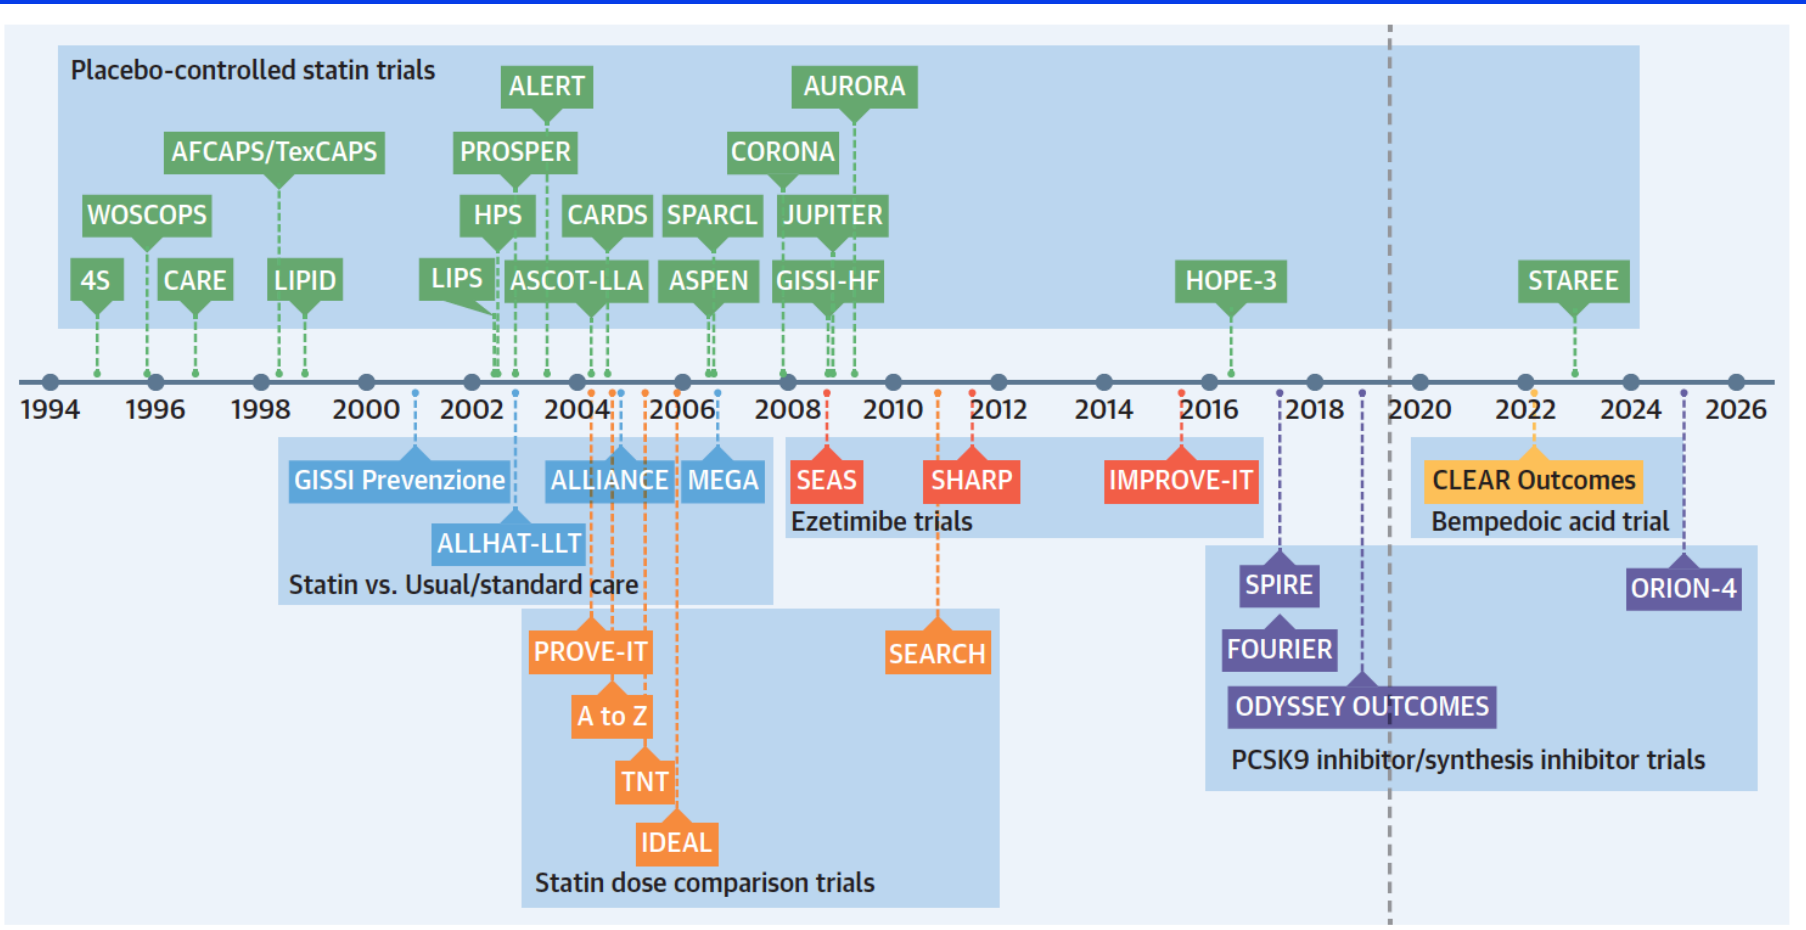 Placebo-controlled statin trials
ALERT
AURORA
AFCAPS/TexCAPS
PROSPER
CORONA
WOSCOPS
HPS
CARDS
SPARCL
JUPITER
4S
CARE
LIPID
LIPS
ASCOT-LLA
ASPEN
GISSI-HF
HOPE-3
STAREE
1994 1996 1998 2000 2002 2004 2006 2008 2010 2012 2014 2016 2018 2020 2022 2024 2026
GISSI Prevenzione
ALLIANCE
MEGA
SEAS
SHARP
IMPROVE-IT
CLEAR Outcomes
Ezetimibe trials
Bempedoic acid trial
ALLHAT-LLT
Statin vs. Usual/standard care
SPIRE
ORION-4
PROVE-IT
SEARCH
FOURIER
A to Z
ODYSSEY OUTCOMES
PCSK9 inhibitor/synthesis inhibitor trials
TNT
IDEAL
Statin dose comparison trials